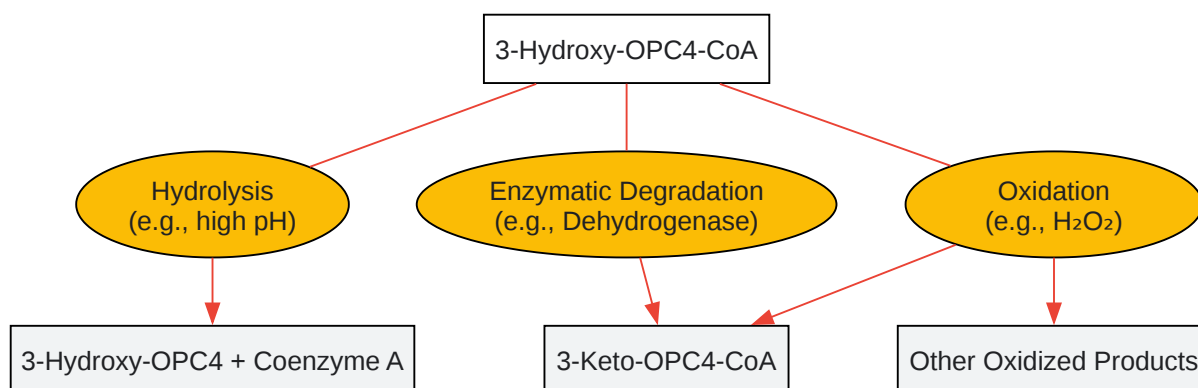 3-Hydroxy-OPC4-CoA
Hydrolysis
(e.g., high pH)
Enzymatic Degradation
(e.g., Dehydrogenase)
Oxidation
(e.g., H₂O₂)
3-Hydroxy-OPC4 + Coenzyme A
3-Keto-OPC4-CoA
Other Oxidized Products